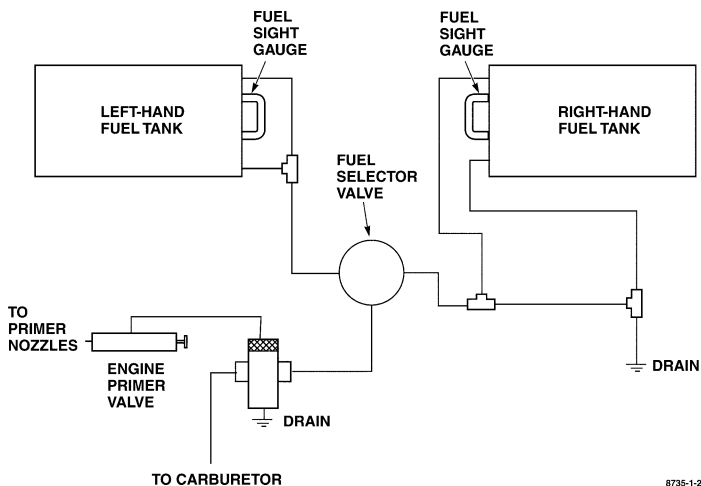 FUEL
SIGHT
GAUGE
FUEL
SIGHT
GAUGE
LEFT-HAND
FUEL TANK
RIGHT-HAND
FUEL TANK
FUEL
SELECTOR
VALVE
TO
PRIMER
NOZZLES
ENGINE
PRIMER
VALVE
DRAIN
DRAIN
TO CARBURETOR
8735-1-2